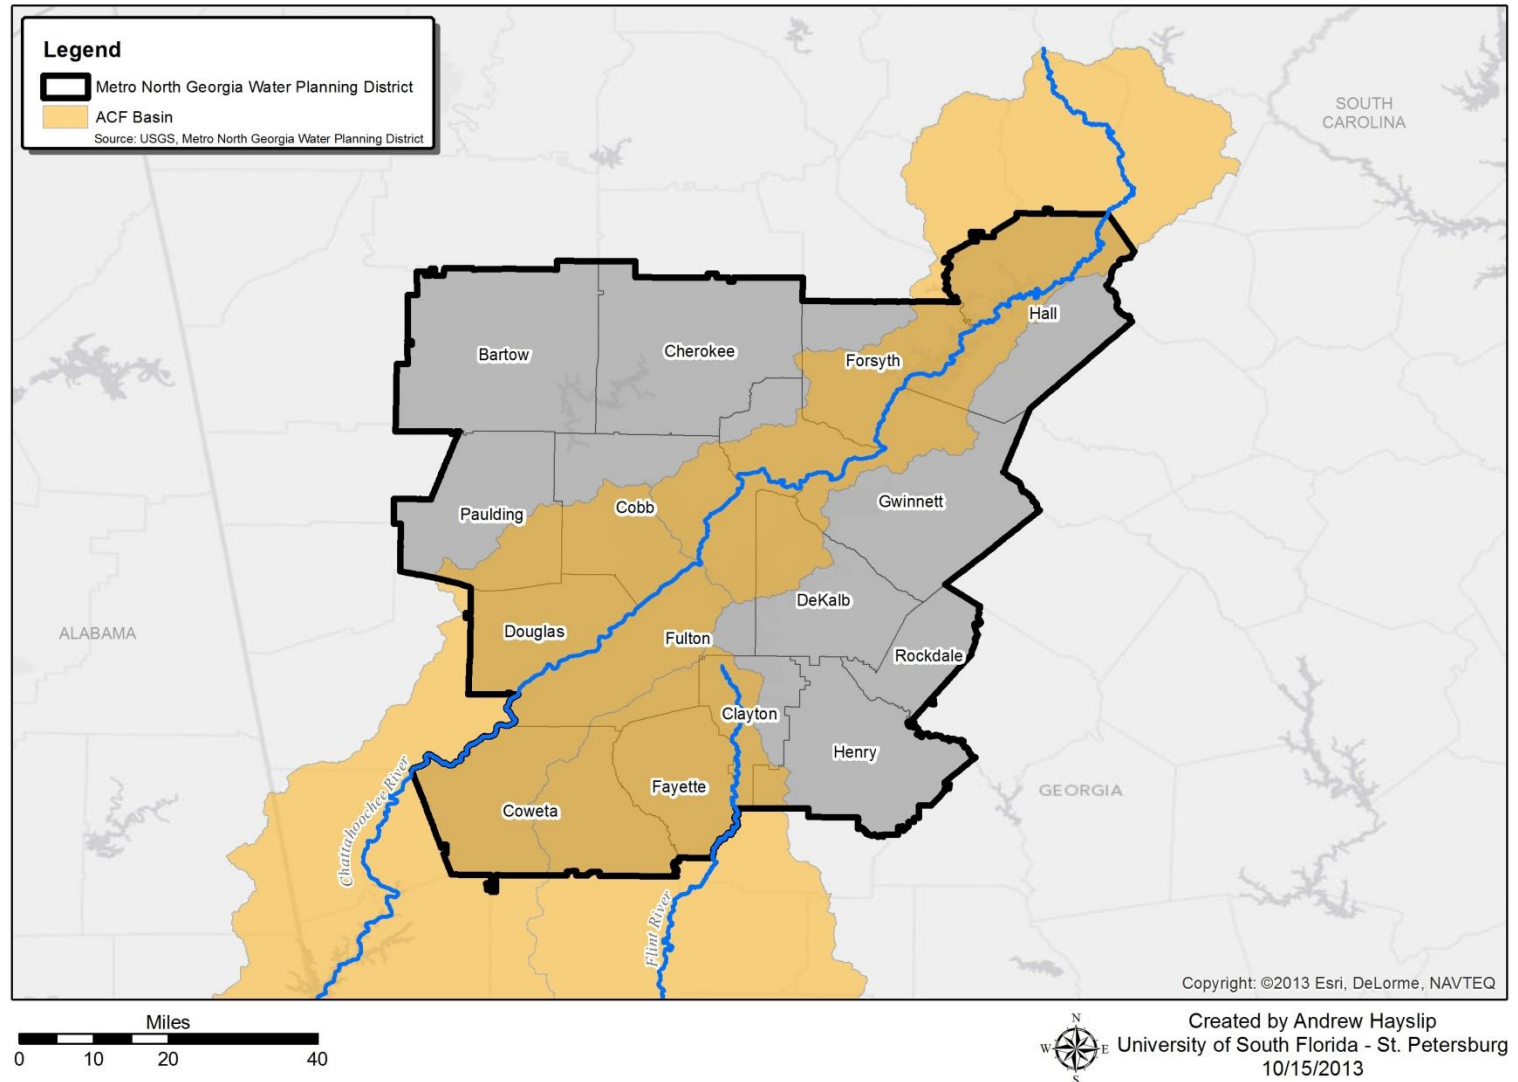 Legend
Metro North Georgia Water Planning District
ACF Basin
Source: USGS, Metro North Georgia Water Planning District
SOUTH
CAROLINA
Hall
Bartow
Cherokee
Forsyth
Paulding
Cobb
Gwinnett
DeKalb
ALABAMA
Douglas
Fulton
Rockdale
Clayton
Henry
Fayette
GEORGIA
Coweta
Chattahoochee River
Flint River
Copyright: ©2013 Esri, DeLorme, NAVTEQ
Miles
0 10 20 40
N
W E
S
Created by Andrew Hayslip
University of South Florida - St. Petersburg
10/15/2013